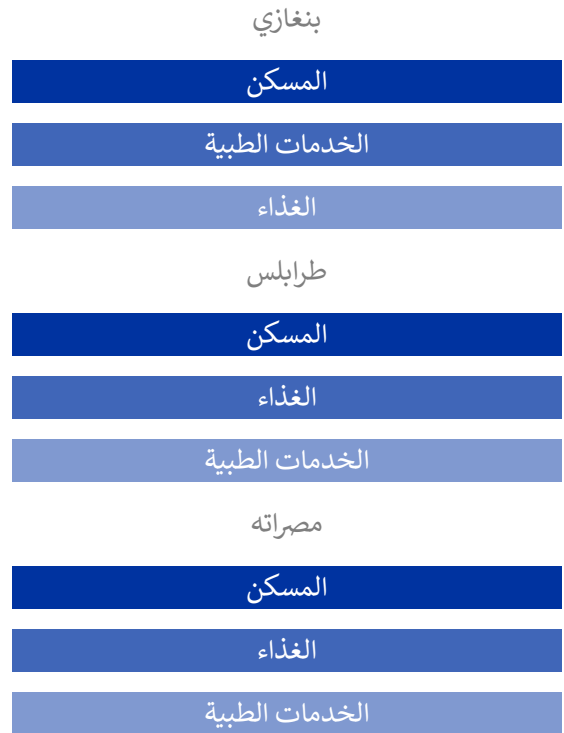 بنغازي
المسكن
الخدمات الطبية
الغذاء
طرابلس
المسكن
الغذاء
الخدمات الطبية
مصراته
المسكن
الغذاء
الخدمات الطبية